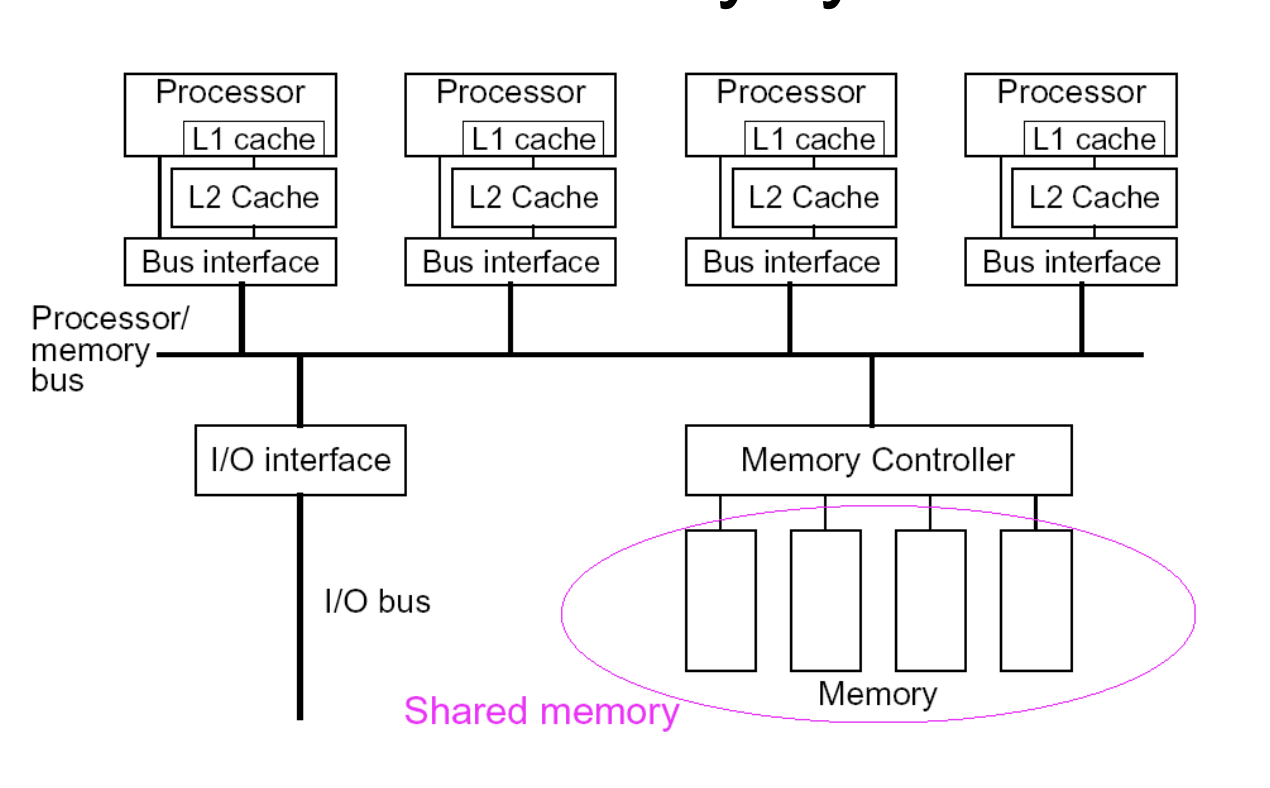 Processor
Processor
Processor
Processor
L1 cache
L1 cache
L1 cache
L1 cache
L2 Cache
L2 Cache
L2 Cache
L2 Cache
Bus interface
Bus interface
Bus interface
Bus interface
Processor/
memory
bus
I/O interface
Memory Controller
I/O bus
Memory
Shared memory